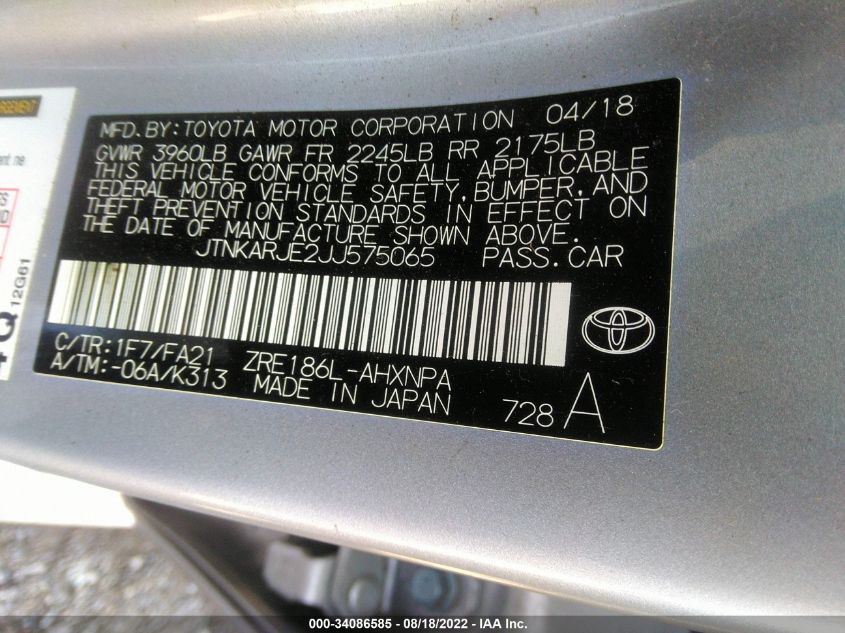 MFD. BY: TOYOTA MOTOR CORPORATION 04/18
GVWR 3960LB GAWR FR 2245LB RR 2175LB
THIS VEHICLE CONFORMS TO ALL APPLICABLE
FEDERAL MOTOR VEHICLE SAFETY, BUMPER, AND
THEFT PREVENTION STANDARDS IN EFFECT ON
THE DATE OF MANUFACTURE SHOWN ABOVE.
JTNKARJE2JJ575065 PASS. CAR
C/TR: 1F7/FA21 ZRE186L-AHXNPA
A/TM:-06A/K313 MADE IN JAPAN
728 A
12G61
000-34086585 / 08/18/2022 - IAA Inc.